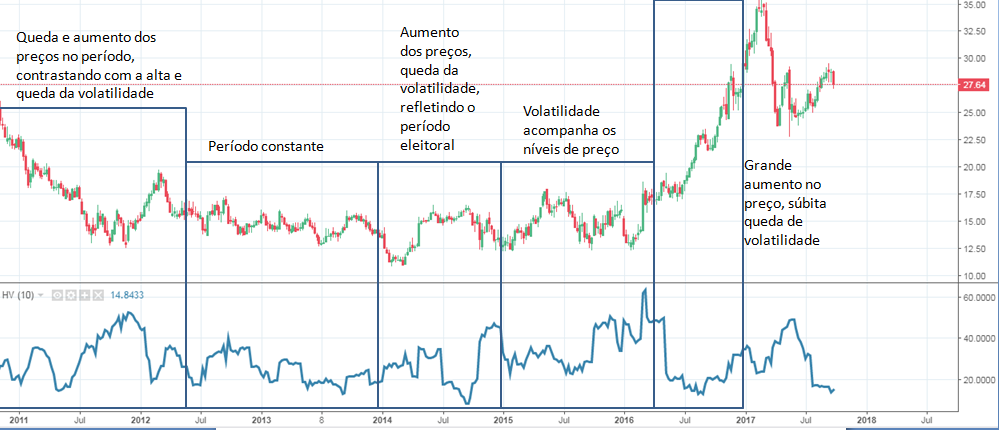 Queda e aumento dos
preços no período,
contrastando com a alta e
queda da volatilidade
Período constante
Aumento
dos preços,
queda da
volatilidade,
refletindo o
período
eleitoral
Volatilidade
acompanha os
níveis de preço
Grande
aumento no
preço, súbita
queda de
volatilidade
35.00
30.00
27.64
25.00
22.50
20.00
17.50
15.00
12.50
10.00
HV (10) 14.8433
60.0000
40.0000
20.0000
2011 Jul 2012 Jul 2013 6 2014 Jul 2015 Jul 2016 Jul 2017 Jul 2018 Jul